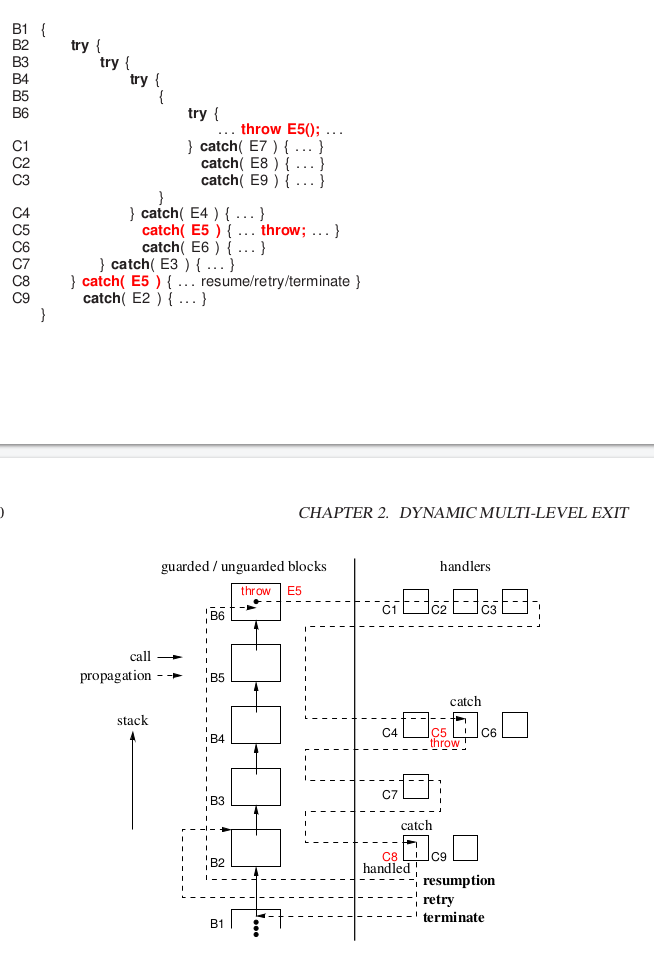 B1 {
B2 try {
B3 try {
B4 try {
B5 {
B6 try {
... throw E5(); ...
C1 } catch( E7 ) { ... }
C2 catch( E8 ) { ... }
C3 catch( E9 ) { ... }
}
C4 } catch( E4 ) { ... }
C5 catch( E5 ) { ... throw; ... }
C6 catch( E6 ) { ... }
C7 } catch( E3 ) { ... }
C8 } catch( E5 ) { ... resume/retry/terminate }
C9 catch( E2 ) { ... }
}
0 CHAPTER 2. DYNAMIC MULTI-LEVEL EXIT
guarded / unguarded blocks handlers
throw E5
B6 C1 C2 C3
call
propagation B5
stack catch
B4 C4 C5 C6
throw
B3 C7
catch
B2 C8 C9
handled
resumption
retry
B1 terminate